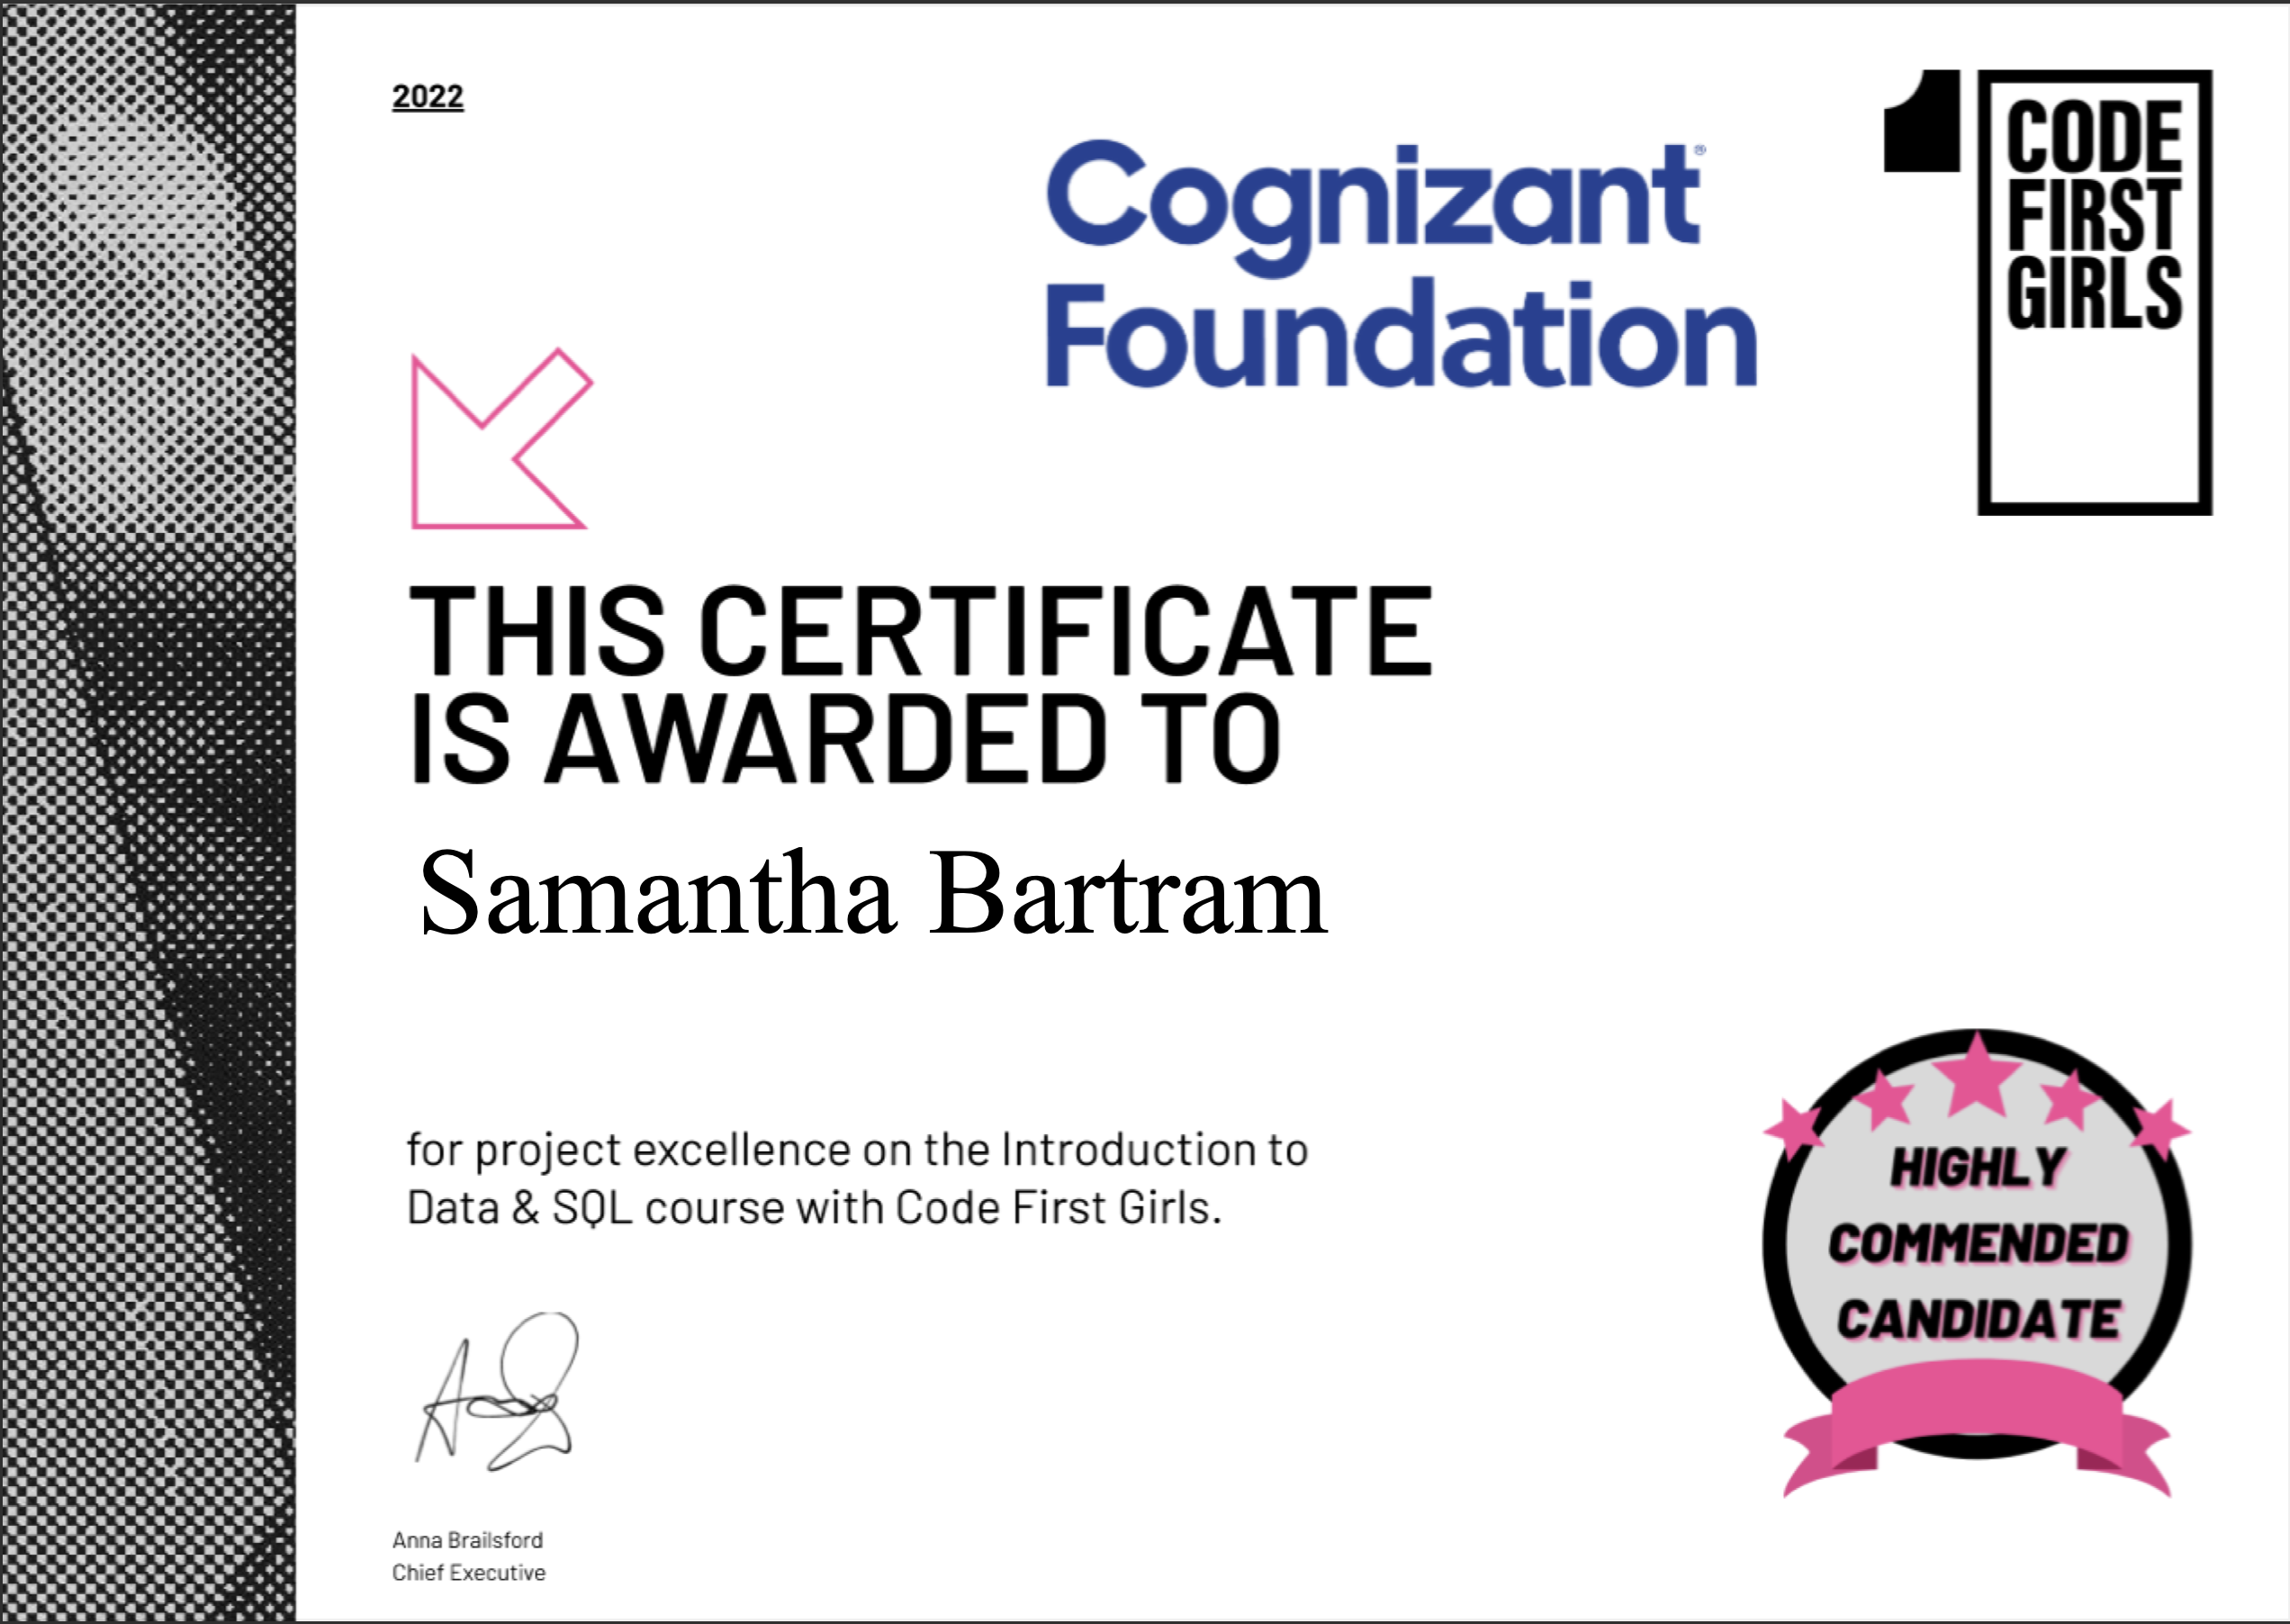 2022
Cognizant®
Foundation
CODE
FIRST
GIRLS
THIS CERTIFICATE
IS AWARDED TO
Samantha Bartram
for project excellence on the Introduction to
Data & SQL course with Code First Girls.
HIGHLY
COMMENDED
CANDIDATE
Anna Brailsford
Chief Executive